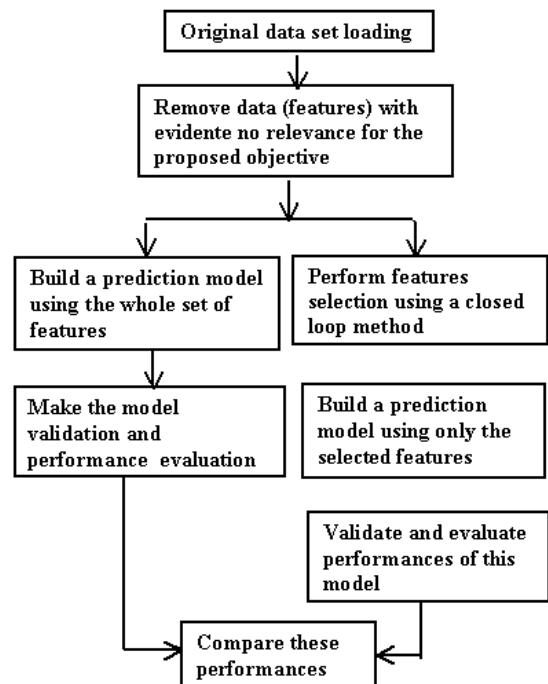 Original data set loading
Remove data (features) with
evidente no relevance for the
proposed objective
Build a prediction model
using the whole set of
features
Perform features
selection using a closed
loop method
Make the model
validation and
performance evaluation
Build a prediction
model using only the
selected features
Validate and evaluate
performances of this
model
Compare these
performances